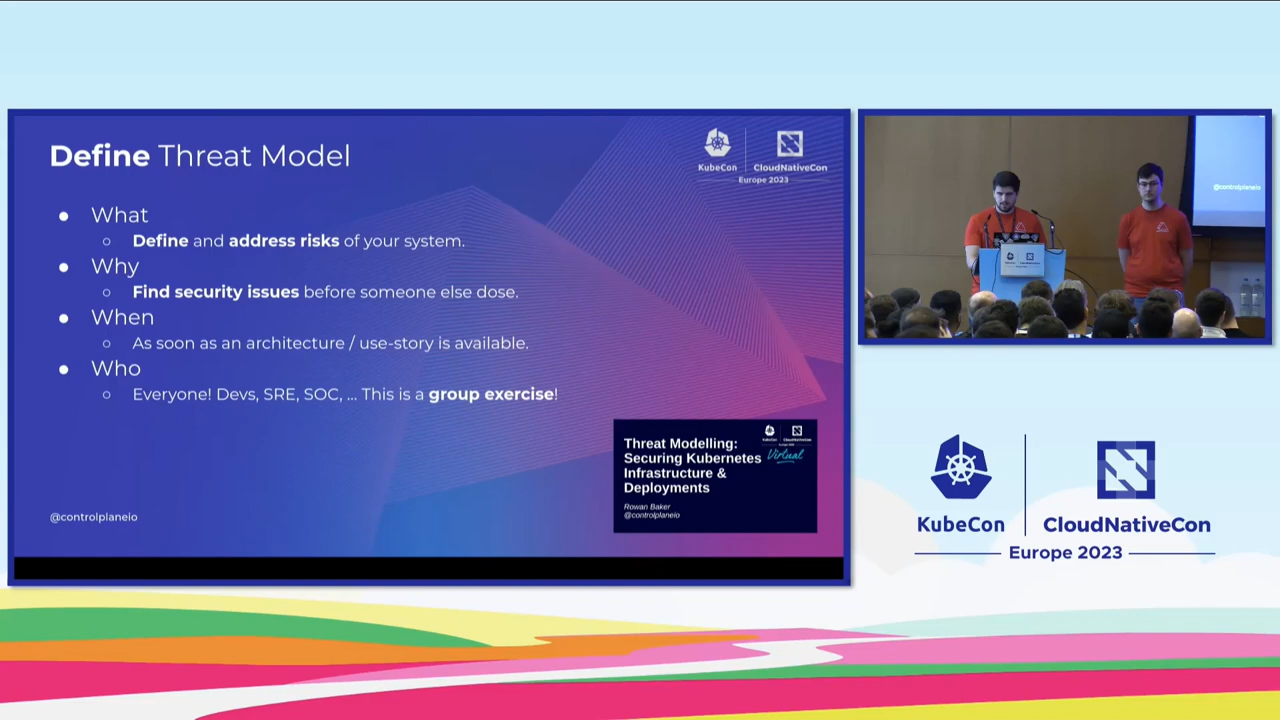 Define Threat Model
KubeCon
CloudNativeCon
Europe 2023
● What
○ Define and address risks of your system.
● Why
○ Find security issues before someone else dose.
● When
○ As soon as an architecture / use-story is available.
● Who
○ Everyone! Devs, SRE, SOC, ... This is a group exercise!
Threat Modelling:
Securing Kubernetes
Infrastructure &
Deployments
Virtual
Rowan Baker
@controlplaneio
@controlplaneio
@controlplaneio
KubeCon
CloudNativeCon
Europe 2023